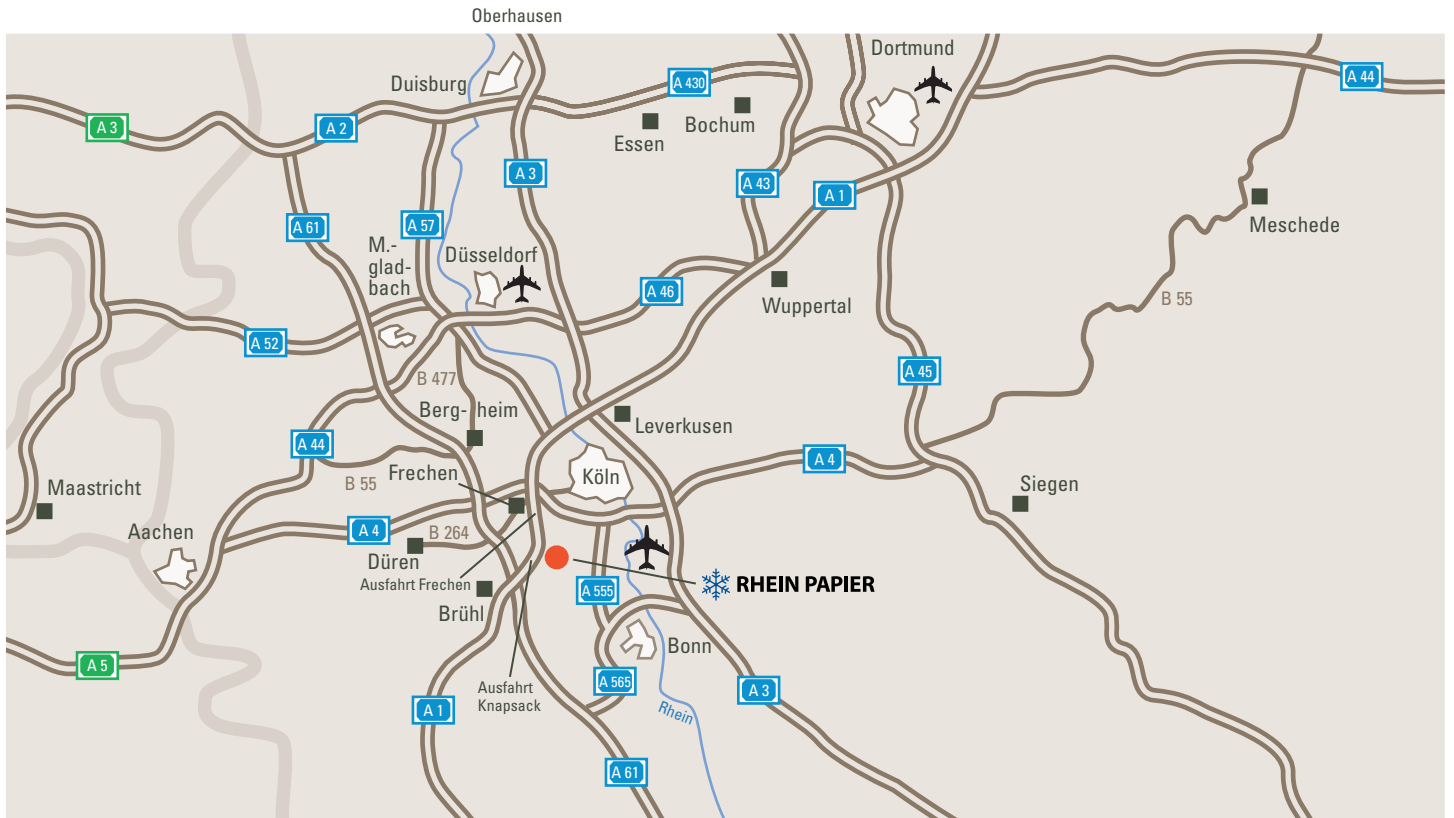 Oberhausen
Dortmund
Duisburg
A 430
A 44
A 3
A 2
Bochum
Essen
A 3
A 43
A 1
Meschede
A 61
A 57
M.-
glad-
bach
Düsseldorf
A 46
Wuppertal
B 55
A 52
B 477
A 45
Berg- heim
Leverkusen
A 44
A 4
Frechen
Köln
B 55
Siegen
Maastricht
Aachen
A 4
B 264
Düren
Ausfahrt Frechen
RHEIN PAPIER
A 555
Brühl
Bonn
A 5
A 565
Ausfahrt
Knapsack
A 3
A 1
Rhein
A 61